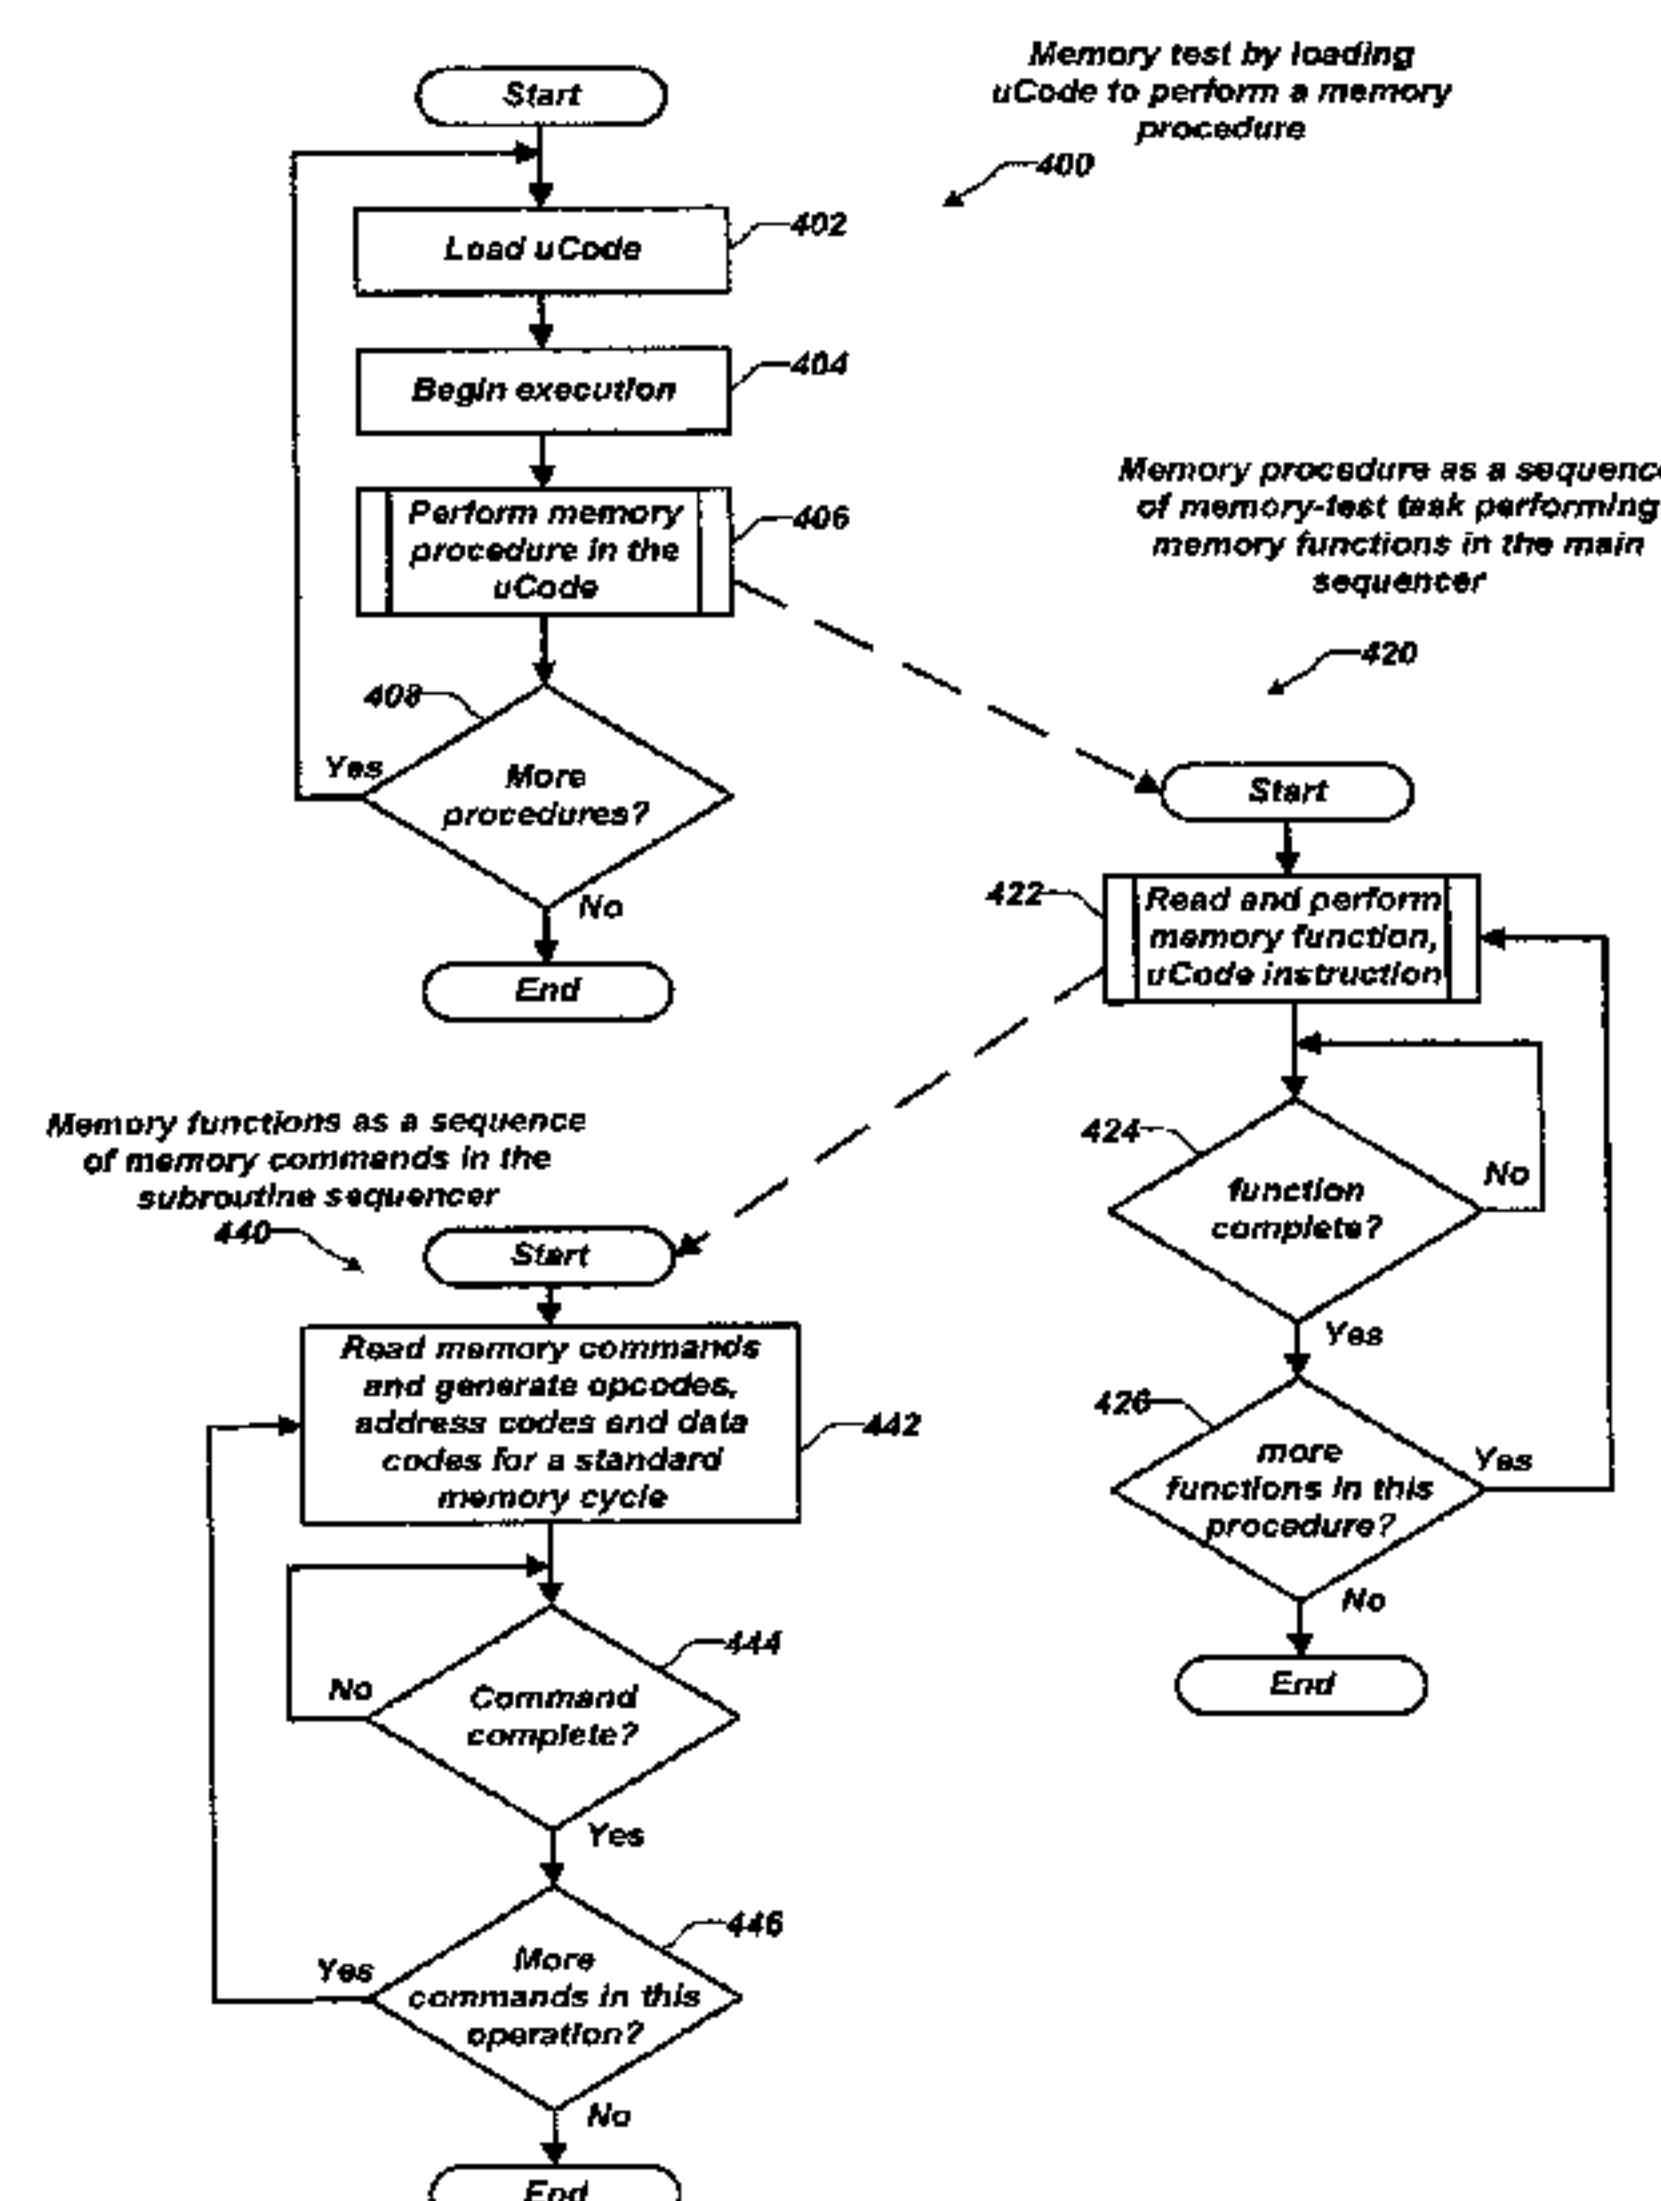 Memory test by loading
uCode to perform a memory
procedure
400
Start
Load uCode
402
Begin execution
404
Perform memory
procedure in the
uCode
406
408
More
procedures?
Yes
No
End
Memory procedure as a sequence
of memory-test task performing
memory functions in the main
sequencer
420
Start
422
Read and perform
memory function,
uCode instruction
424
function
complete?
No
Yes
426
more
functions in this
procedure?
Yes
No
End
Memory functions as a sequence
of memory commands in the
subroutine sequencer
440
Start
Read memory commands
and generate opcodes,
address codes and data
codes for a standard
memory cycle
442
444
Command
complete?
No
Yes
446
More
commands in this
operation?
Yes
No
End